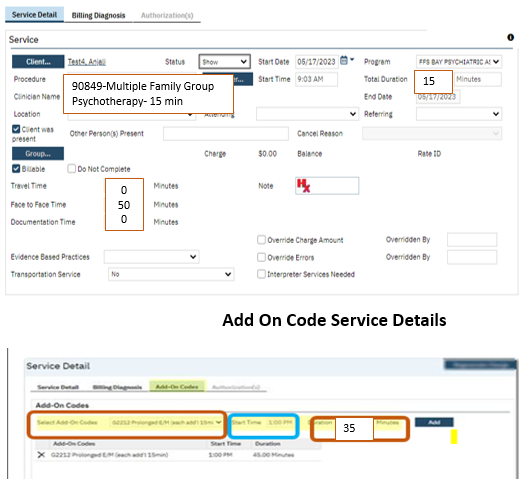 Service Detail Billing Diagnosis Authorization(s)
Service
Client... Test4, Anjali Status Show Start Date 05/17/2023 Program FFS BAY PSYCHIATRIC AS
Procedure 90849-Multiple Family Group Psychotherapy- 15 min Start Time 9:03 AM Total Duration 15 Minutes
Clinician Name End Date 05/17/2023
Location Attending Referring
Client was present Other Person(s) Present Cancel Reason
Group... Charge $0.00 Balance Rate ID
Billable Do Not Complete
Travel Time 0 Minutes Note Hx
Face to Face Time 50 Minutes
Documentation Time 0 Minutes
Override Charge Amount Overridden By
Evidence Based Practices Override Errors Overridden By
Transportation Service No Interpreter Services Needed
Add On Code Service Details
Service Detail
Service Detail Billing Diagnosis Add-On Codes Authorization(s)
Add-On Codes
Select Add-On Codes G2212 Prolonged E/M (each add'l 15m Start Time 1:00 PM Duration 35 Minutes Add
Add-On Codes Start Time Duration
G2212 Prolonged E/M (each add'l 15min) 1:00 PM 45.00 Minutes